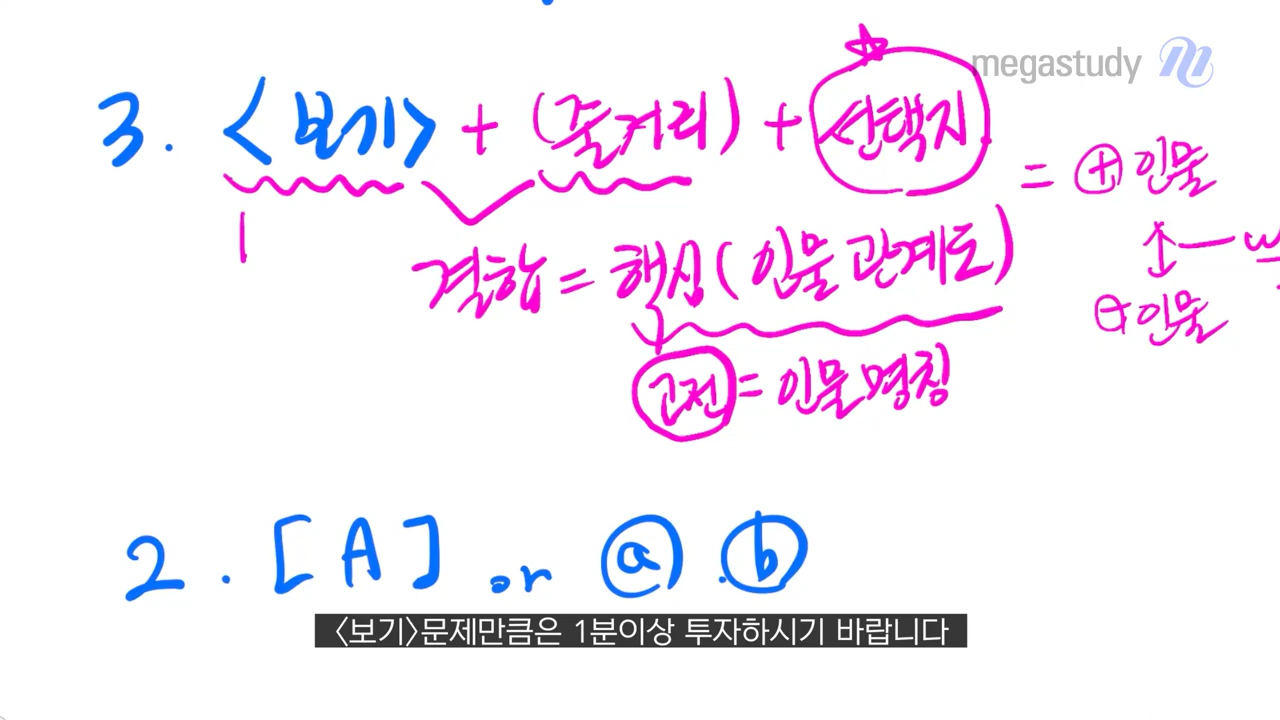 megastudy
3. <보기> + (줄거리) + 선택지
= ⊕ 인물
결합 = 핵심 (인물 관계도)
⊖ 인물
고전 = 인물명칭
2. [A] or ⓐ. ⓑ
<보기>문제만큼은 1분이상 투자하시기 바랍니다